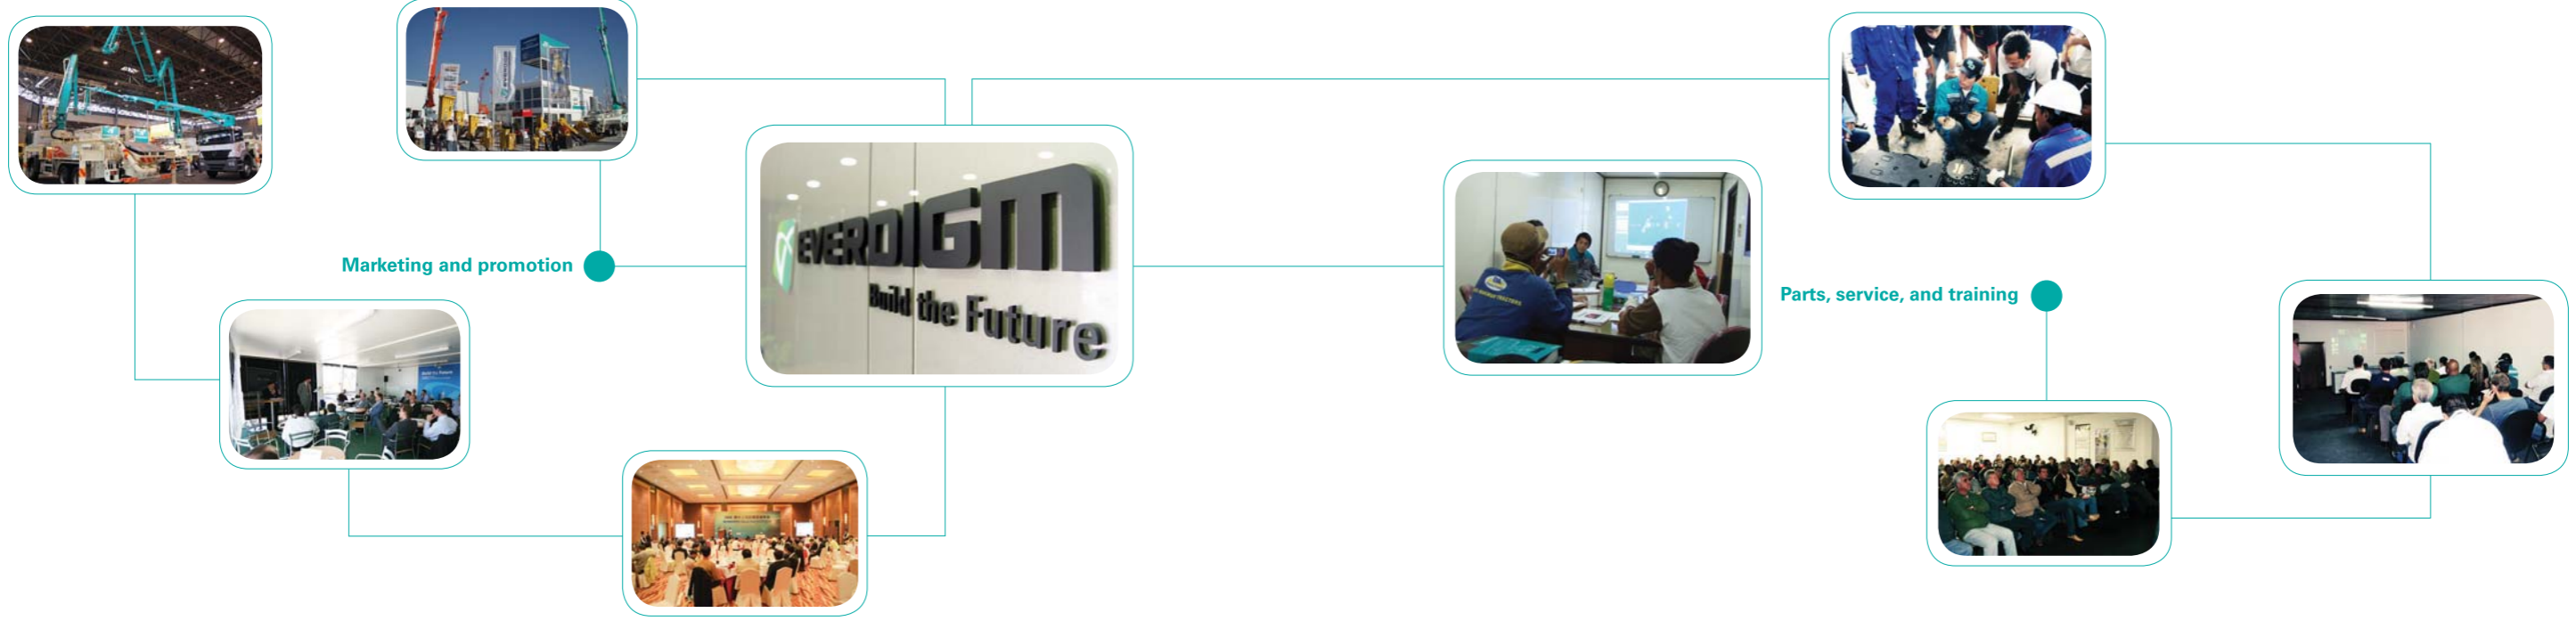 Marketing and promotion
EVERDIGM
Build the Future
Parts, service, and training